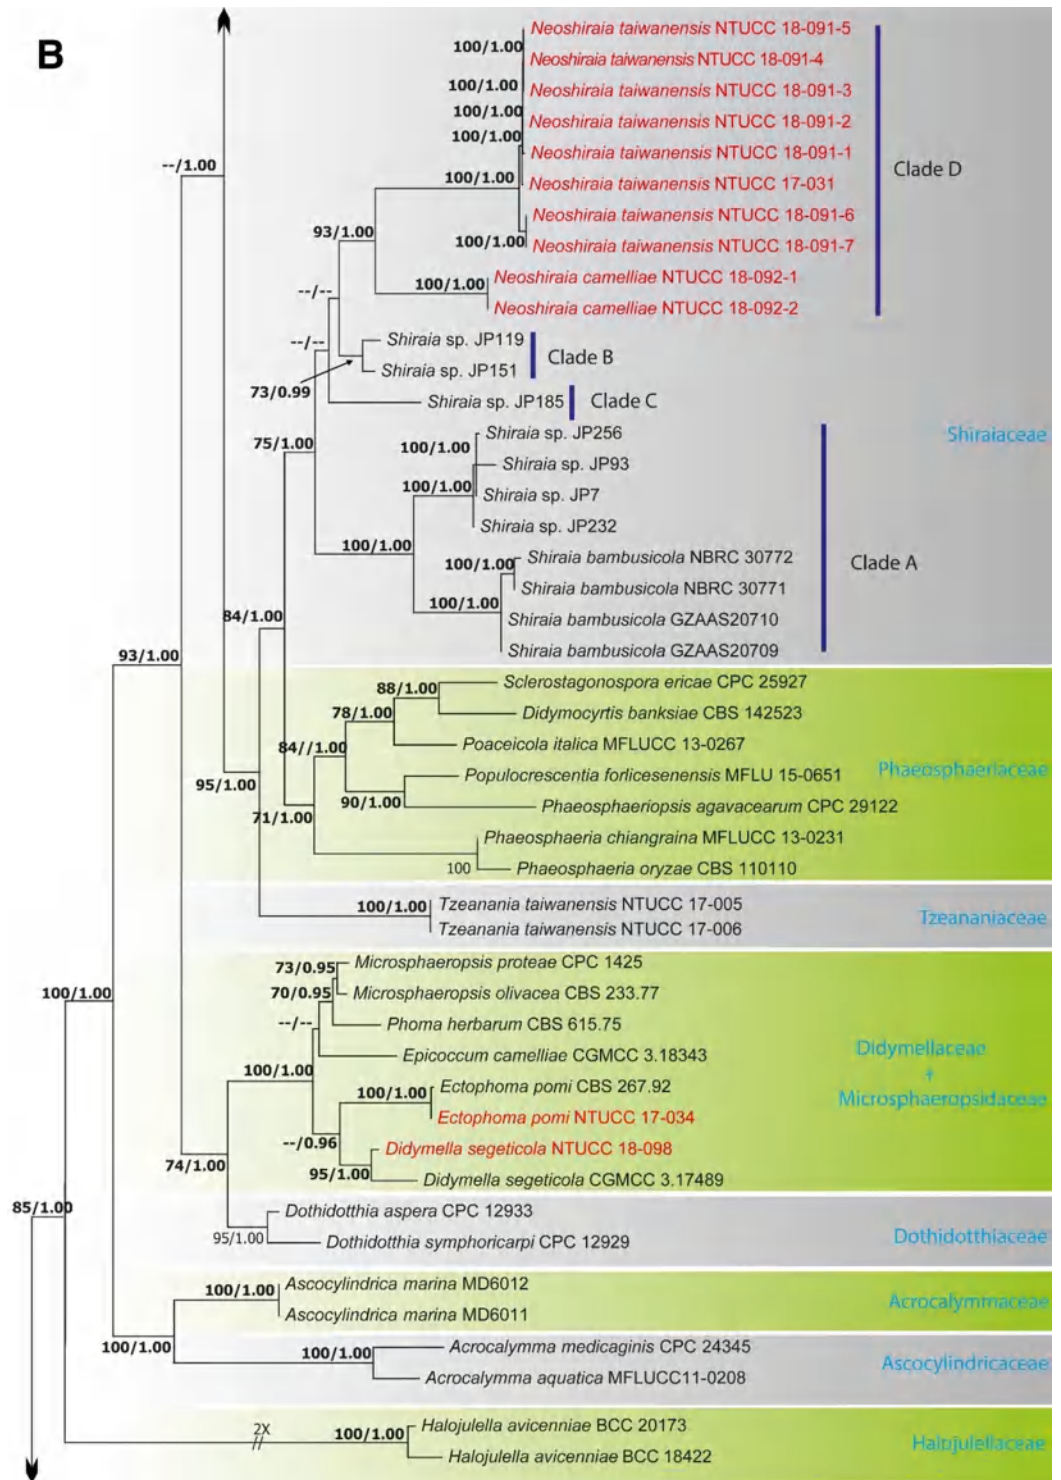 B
Neoshiraia taiwanensis NTUCC 18-091-5
100/1.00
Neoshiraia taiwanensis NTUCC 18-091-4
Neoshiraia taiwanensis NTUCC 18-091-3
100/1.00
Neoshiraia taiwanensis NTUCC 18-091-2
100/1.00
Neoshiraia taiwanensis NTUCC 18-091-1
--/1.00
Clade D
100/1.00
Neoshiraia taiwanensis NTUCC 17-031
Neoshiraia taiwanensis NTUCC 18-091-6
93/1.00
100/1.00
Neoshiraia taiwanensis NTUCC 18-091-7
Neoshiraia camelliae NTUCC 18-092-1
100/1.00
--/--
Neoshiraia camelliae NTUCC 18-092-2
--/--
Shiraia sp. JP119
Clade B
Shiraia sp. JP151
73/0.99
Shiraia sp. JP185
Clade C
Shiraiaceae
75/1.00
Shiraia sp. JP256
100/1.00
Shiraia sp. JP93
100/1.00
Shiraia sp. JP7
Shiraia sp. JP232
100/1.00
Shiraia bambusicola NBRC 30772
100/1.00
Clade A
Shiraia bambusicola NBRC 30771
100/1.00
84/1.00
Shiraia bambusicola GZAAS20710
93/1.00
Shiraia bambusicola GZAAS20709
Sclerostagonospora ericae CPC 25927
88/1.00
78/1.00
Didymocyrtis banksiae CBS 142523
84//1.00
Poaceicola italica MFLUCC 13-0267
Phaeosphaeriaceae
Populocrescentia forlicesenensis MFLU 15-0651
95/1.00
90/1.00
Phaeosphaeriopsis agavacearum CPC 29122
71/1.00
Phaeosphaeria chiangraina MFLUCC 13-0231
100
Phaeosphaeria oryzae CBS 110110
Tzeanania taiwanensis NTUCC 17-005
100/1.00
Tzeananiaceae
Tzeanania taiwanensis NTUCC 17-006
73/0.95
Microsphaeropsis proteae CPC 1425
100/1.00
70/0.95
Microsphaeropsis olivacea CBS 233.77
--/--
Phoma herbarum CBS 615.75
Didymellaceae
Epicoccum camelliae CGMCC 3.18343
+
100/1.00
Ectophoma pomi CBS 267.92
100/1.00
Microsphaeropsidaceae
Ectophoma pomi NTUCC 17-034
--/0.96
Didymella segeticola NTUCC 18-098
74/1.00
95/1.00
Didymella segeticola CGMCC 3.17489
85/1.00
Dothidotthia aspera CPC 12933
95/1.00
Dothidotthiaceae
Dothidotthia symphoricarpi CPC 12929
Ascocylindrica marina MD6012
100/1.00
Acrocalymmaceae
Ascocylindrica marina MD6011
100/1.00
Acrocalymma medicaginis CPC 24345
100/1.00
Ascocylindricaceae
Acrocalymma aquatica MFLUCC11-0208
2X
Halojulella avicenniae BCC 20173
100/1.00
Halojulellaceae
Halojulella avicenniae BCC 18422